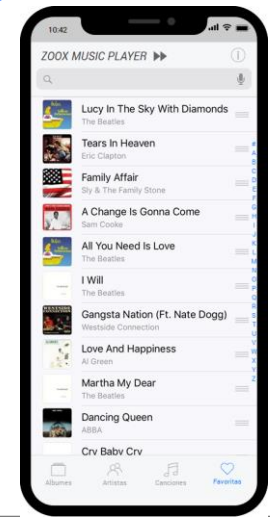 10:42
ZOOX MUSIC PLAYER
Lucy In The Sky With Diamonds
The Beatles
Tears In Heaven
Eric Clapton
Family Affair
Sly & The Family Stone
A Change Is Gonna Come
Sam Cooke
All You Need Is Love
The Beatles
I Will
The Beatles
Gangsta Nation (Ft. Nate Dogg)
Westside Connection
Love And Happiness
Al Green
Martha My Dear
The Beatles
Dancing Queen
ABBA
Cry Baby Cry
#
A
B
C
D
E
F
G
H
I
J
K
L
M
N
O
P
Q
R
S
T
U
V
W
X
Y
Z
Albumes
Artistas
Canciones
Favoritas